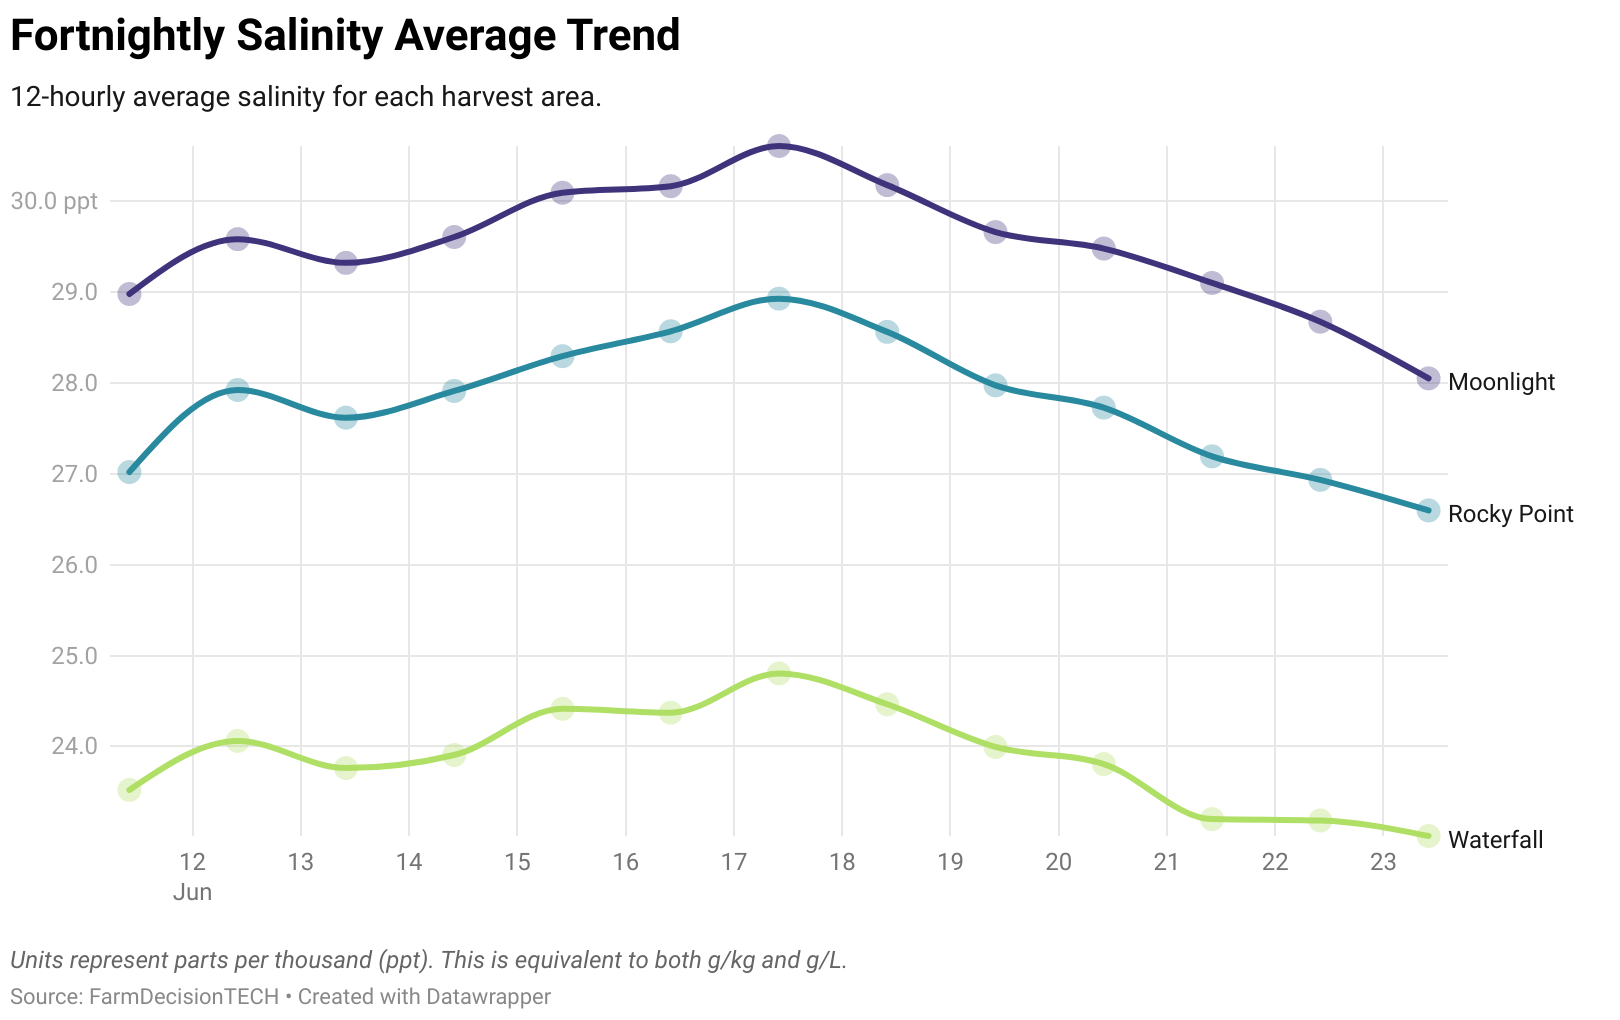 Fortnightly Salinity Average Trend
12-hourly average salinity for each harvest area.
30.0 ppt
29.0
28.0
27.0
26.0
25.0
24.0
Moonlight
Rocky Point
Waterfall
12 13 14 15 16 17 18 19 20 21 22 23
Jun
Units represent parts per thousand (ppt). This is equivalent to both g/kg and g/L.
Source: FarmDecisionTECH • Created with Datawrapper